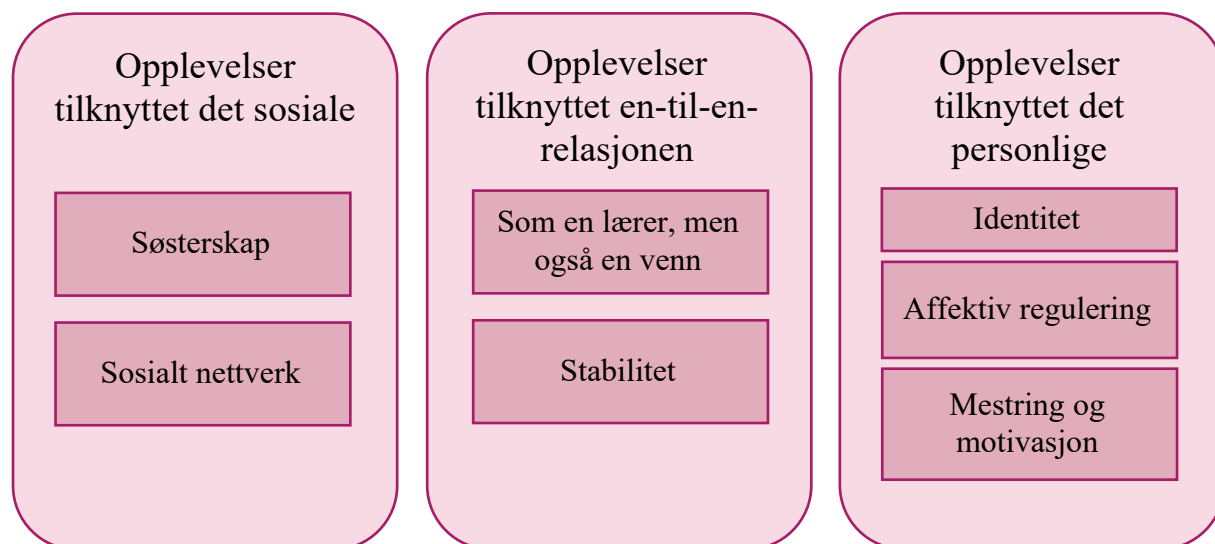 Opplevelser
tilknyttet det sosiale
Søsterskap
Sosialt nettverk
Opplevelser
tilknyttet en-til-en-
relasjonen
Som en lærer, men
også en venn
Stabilitet
Opplevelser
tilknyttet det
personlige
Identitet
Affektiv regulering
Mestring og
motivasjon